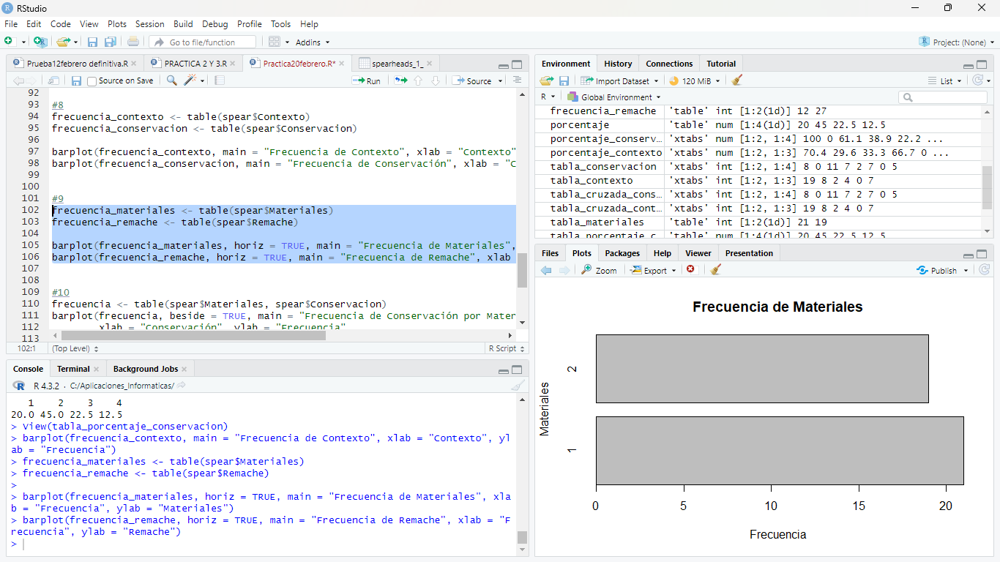 RStudio
File Edit Code View Plots Session Build Debug Profile Tools Help
Go to file/function Addins Project: (None)
Prueba12febrero definitiva.R PRACTICA 2 Y 3.R Practica20febrero.R* spearheads_1_
Source on Save Run Source
92
93 #8
94 frecuencia_contexto <- table(spear$Contexto)
95 frecuencia_conservacion <- table(spear$Conservacion)
96
97 barplot(frecuencia_contexto, main = "Frecuencia de Contexto", xlab = "Contexto"
98 barplot(frecuencia_conservacion, main = "Frecuencia de Conservación", xlab = "C
99
100
101 #9
102 frecuencia_materiales <- table(spear$Materiales)
103 frecuencia_remache <- table(spear$Remache)
104
105 barplot(frecuencia_materiales, horiz = TRUE, main = "Frecuencia de Materiales",
106 barplot(frecuencia_remache, horiz = TRUE, main = "Frecuencia de Remache", xlab
107
108
109 #10
110 frecuencia <- table(spear$Materiales, spear$Conservacion)
111 barplot(frecuencia, beside = TRUE, main = "Frecuencia de Conservación por Mater
112 xlab = "Conservación" ylab = "Frecuencia"
113
102:1 (Top Level) R Script
Console Terminal Background Jobs
R 4.3.2 · C:/Aplicaciones_Informaticas/
1 2 3 4
20.0 45.0 22.5 12.5
> View(tabla_porcentaje_conservacion)
> barplot(frecuencia_contexto, main = "Frecuencia de Contexto", xlab = "Contexto", yl
ab = "Frecuencia")
> frecuencia_materiales <- table(spear$Materiales)
> frecuencia_remache <- table(spear$Remache)
>
> barplot(frecuencia_materiales, horiz = TRUE, main = "Frecuencia de Materiales", xla
b = "Frecuencia", ylab = "Materiales")
> barplot(frecuencia_remache, horiz = TRUE, main = "Frecuencia de Remache", xlab = "F
recuencia", ylab = "Remache")
>
Environment History Connections Tutorial
Import Dataset 120 MiB List
R Global Environment
frecuencia_remache 'table' int [1:2(1d)] 12 27
porcentaje 'table' num [1:4(1d)] 20 45 22.5 12.5
porcentaje_conserv… 'xtabs' num [1:2, 1:4] 100 0 61.1 38.9 22.2 ...
porcentaje_contexto 'xtabs' num [1:2, 1:3] 70.4 29.6 33.3 66.7 0 ...
tabla_conservacion 'xtabs' int [1:2, 1:4] 8 0 11 7 2 7 0 5
tabla_contexto 'xtabs' int [1:2, 1:3] 19 8 2 4 0 7
tabla_cruzada_cons… 'xtabs' int [1:2, 1:4] 8 0 11 7 2 7 0 5
tabla_cruzada_cont… 'xtabs' int [1:2, 1:3] 19 8 2 4 0 7
tabla_materiales 'table' int [1:2(1d)] 21 19
tabla_porcentaje_c… 'table' num [1:4(1d)] 20 45 22.5 12.5
Files Plots Packages Help Viewer Presentation
Zoom Export Publish
Frecuencia de Materiales
2
Materiales
1
0 5 10 15 20
Frecuencia